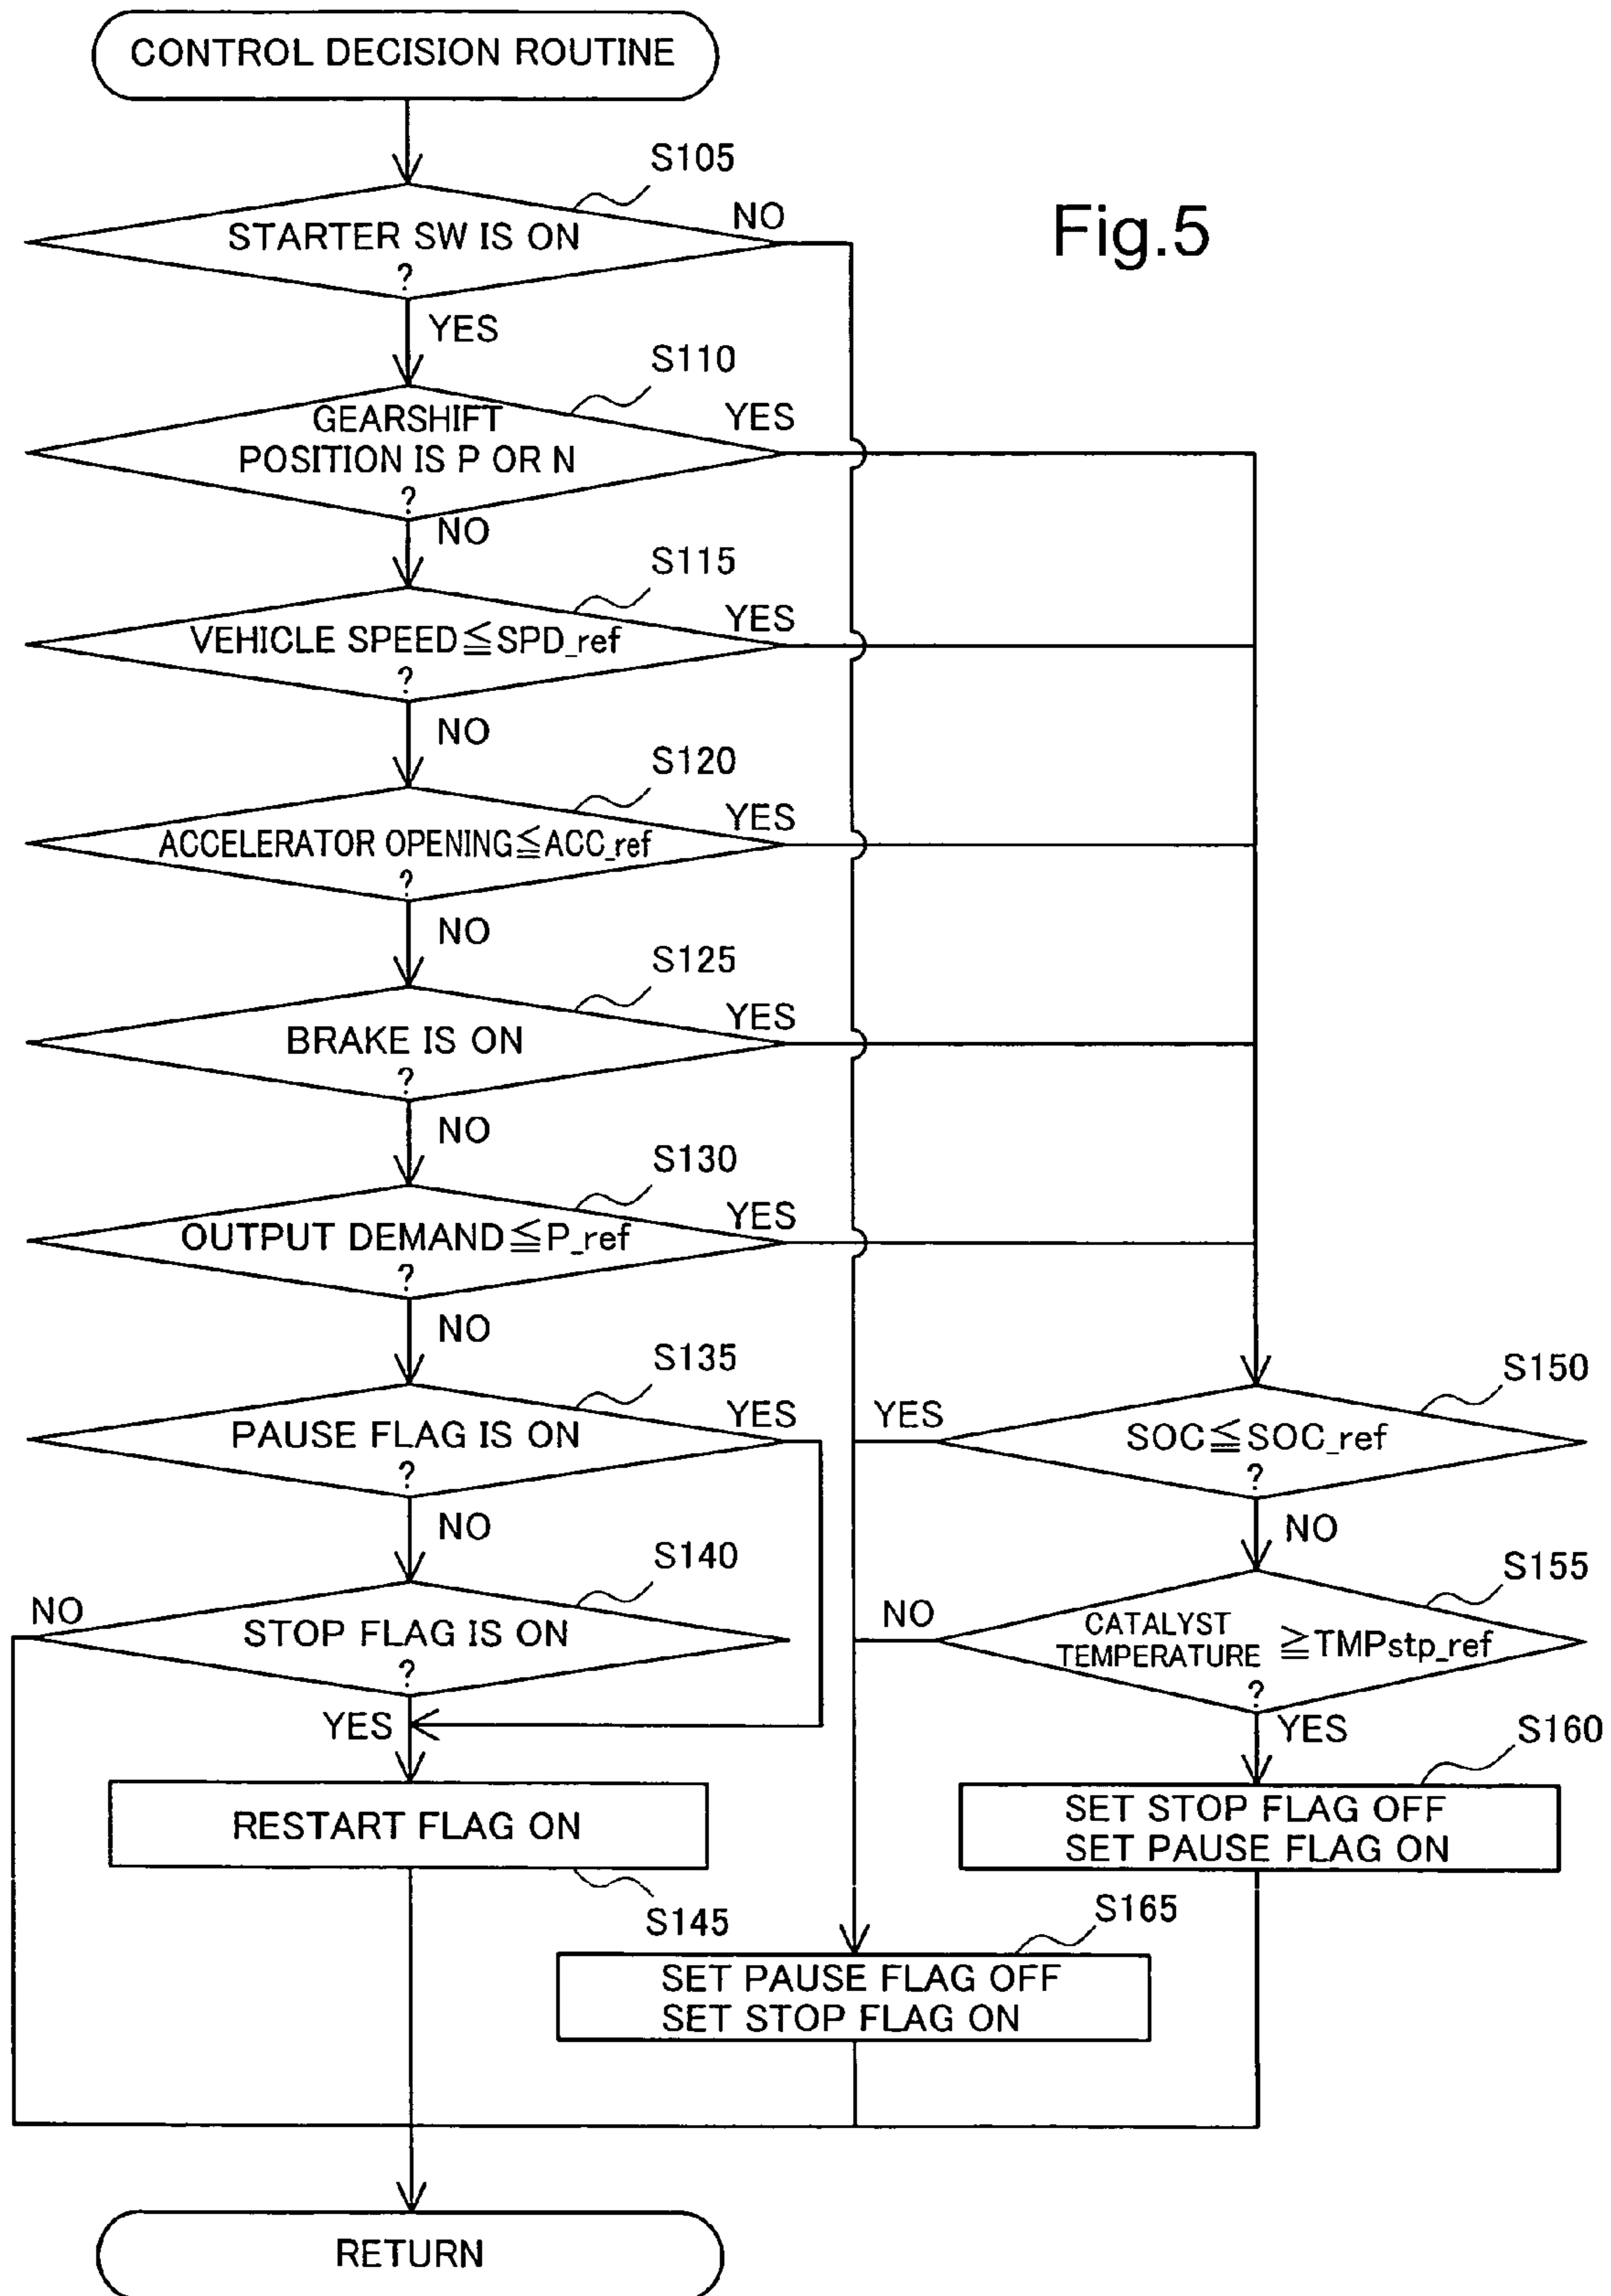 CONTROL DECISION ROUTINE
S105
STARTER SW IS ON
?
NO
YES
Fig.5
S110
GEARSHIFT
POSITION IS P OR N
?
YES
NO
S115
VEHICLE SPEED≦SPD_ref
?
YES
NO
S120
ACCELERATOR OPENING≦ACC_ref
?
YES
NO
S125
BRAKE IS ON
?
YES
NO
S130
OUTPUT DEMAND≦P_ref
?
YES
NO
S135
PAUSE FLAG IS ON
?
YES
NO
S150
SOC≦SOC_ref
?
YES
NO
S140
STOP FLAG IS ON
?
NO
YES
S155
CATALYST
TEMPERATURE ≧TMPstp_ref
?
NO
YES
RESTART FLAG ON
S145
S160
SET STOP FLAG OFF
SET PAUSE FLAG ON
S165
SET PAUSE FLAG OFF
SET STOP FLAG ON
RETURN